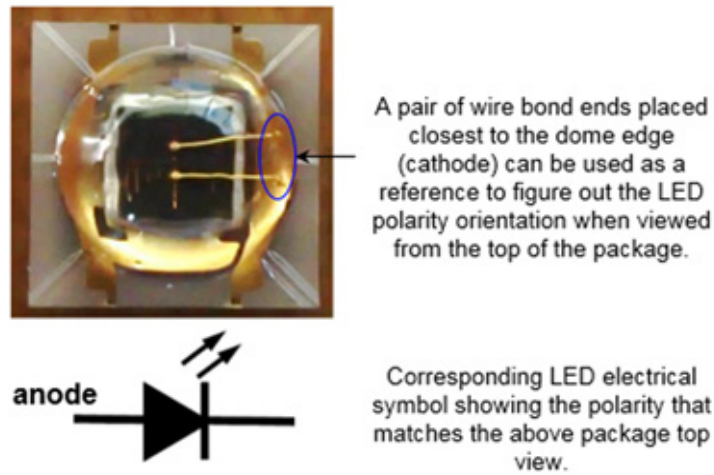 A pair of wire bond ends placed
closest to the dome edge
(cathode) can be used as a
reference to figure out the LED
polarity orientation when viewed
from the top of the package.
anode
Corresponding LED electrical
symbol showing the polarity that
matches the above package top
view.